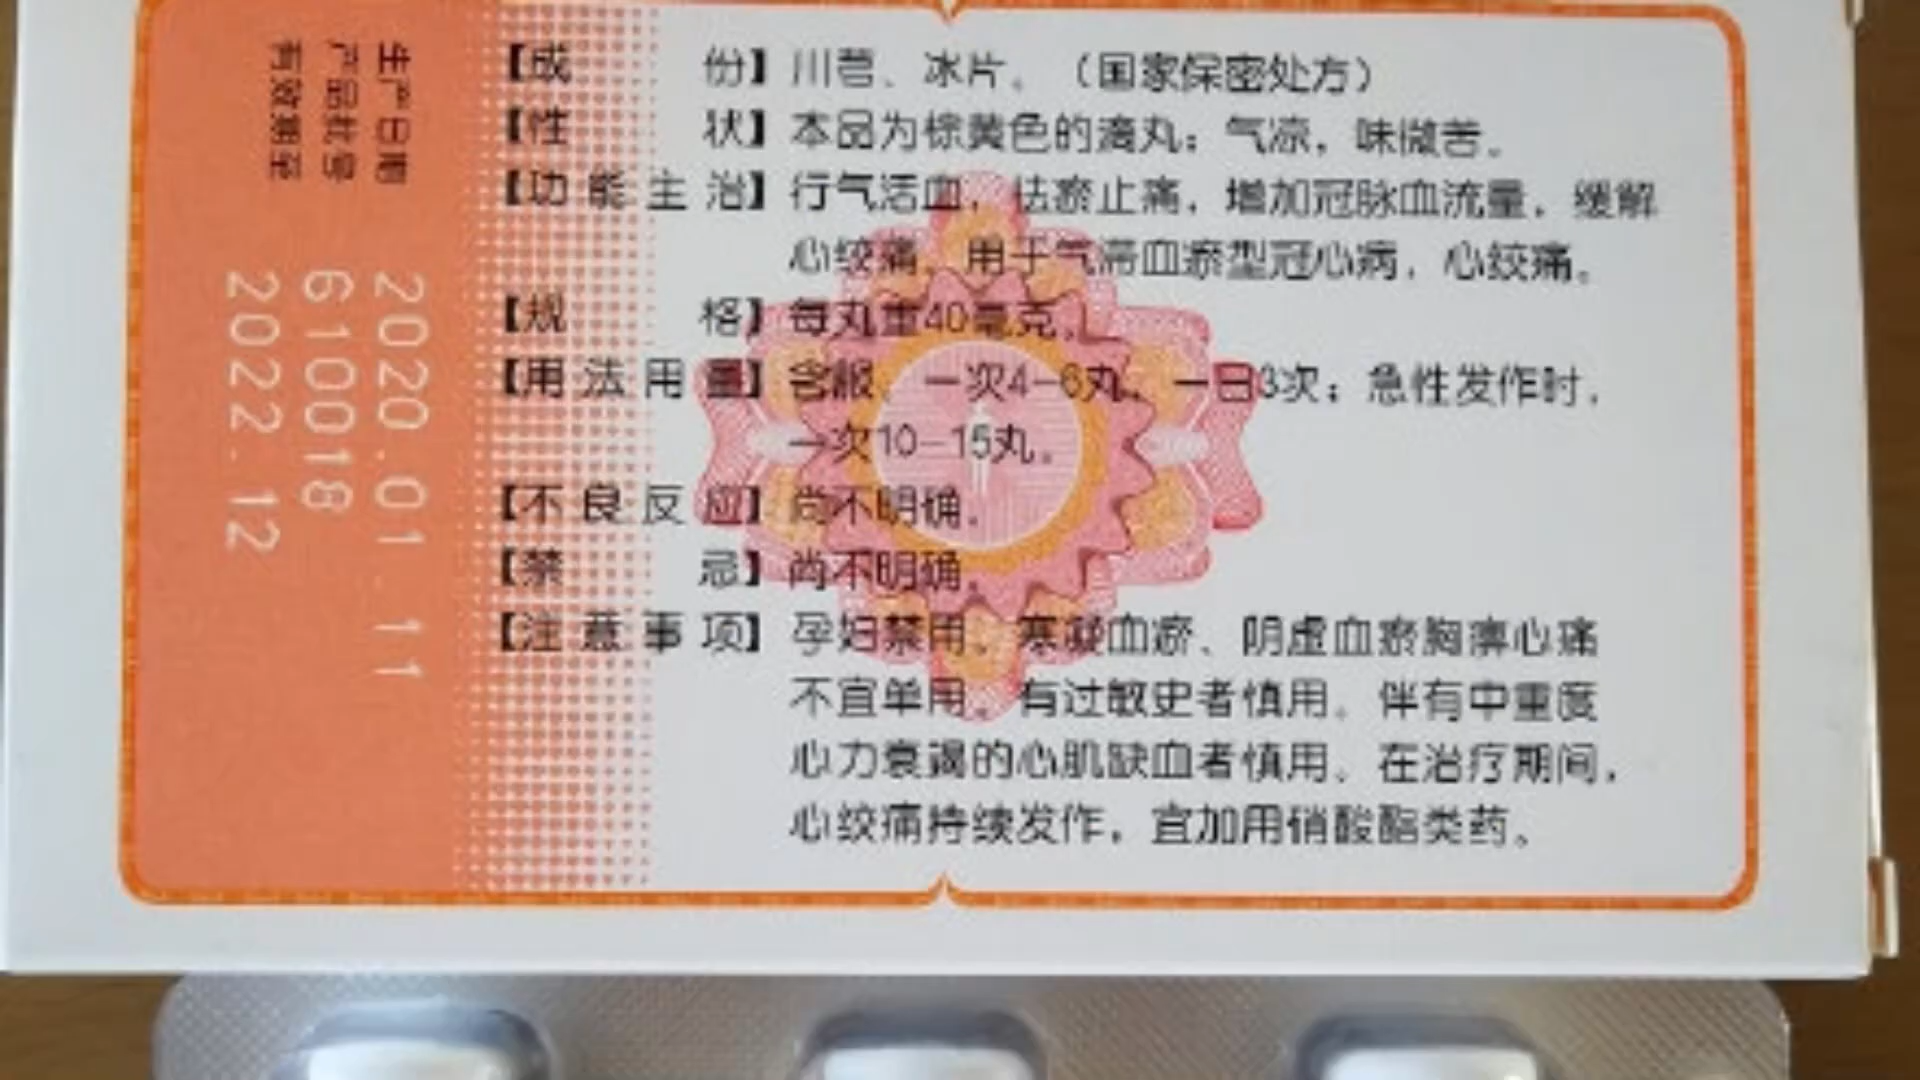 生产日期 2020.01.11
产品批号 6100018
有效期至 2022.12
【成份】川芎、冰片。（国家保密处方）
【性状】本品为棕黄色的滴丸；气凉，味微苦。
【功能主治】行气活血，祛瘀止痛，增加冠脉血流量，缓解
心绞痛。用于气滞血瘀型冠心病，心绞痛。
【规格】每丸重40毫克。
【用法用量】含服。一次4-6丸，一日3次；急性发作时，
一次10-15丸。
【不良反应】尚不明确。
【禁忌】尚不明确。
【注意事项】孕妇禁用。寒凝血瘀、阴虚血瘀胸痹心痛
不宜单用。有过敏史者慎用。伴有中重度
心力衰竭的心肌缺血者慎用。在治疗期间，
心绞痛持续发作，宜加用硝酸酯类药。